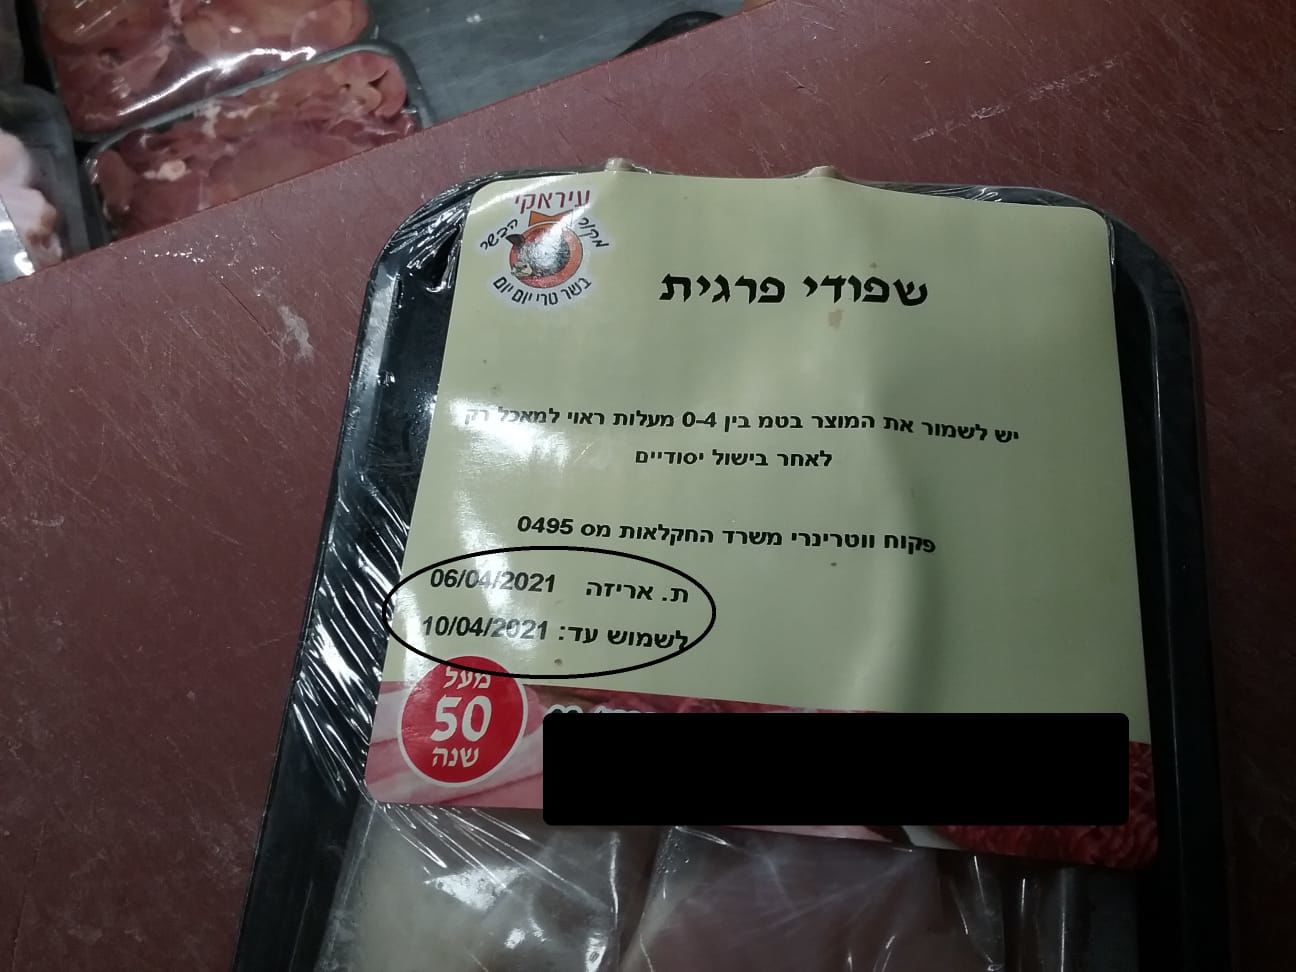 עיראקי
מקור הבשר
בשר טרי יום יום
שפודי פרגית
יש לשמור את המוצר בטמ בין 0-4 מעלות ראוי למאכל רק
לאחר בישול יסודיים
פקוח ווטרינרי משרד החקלאות מס 0495
ת. אריזה 06/04/2021
לשמוש עד: 10/04/2021
מעל
50
שנה